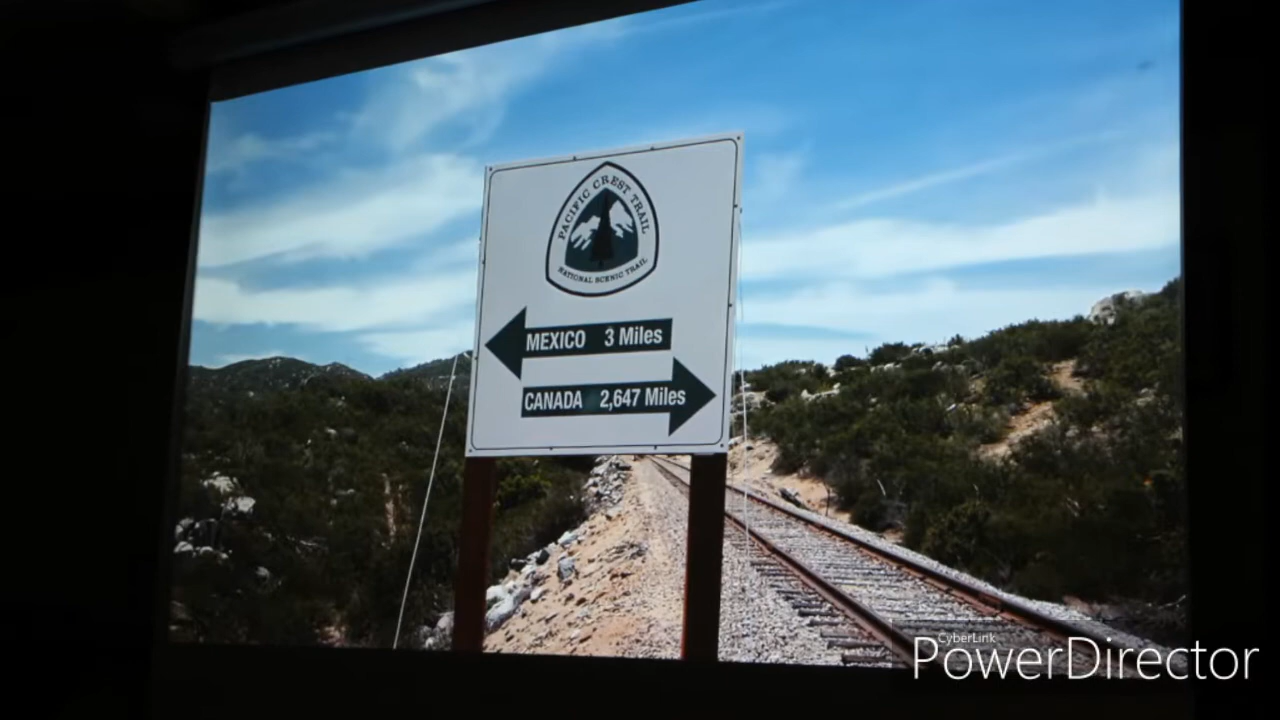 PACIFIC CREST TRAIL
NATIONAL SCENIC TRAIL
MEXICO 3 Miles
CANADA 2,647 Miles
CyberLink
PowerDirector